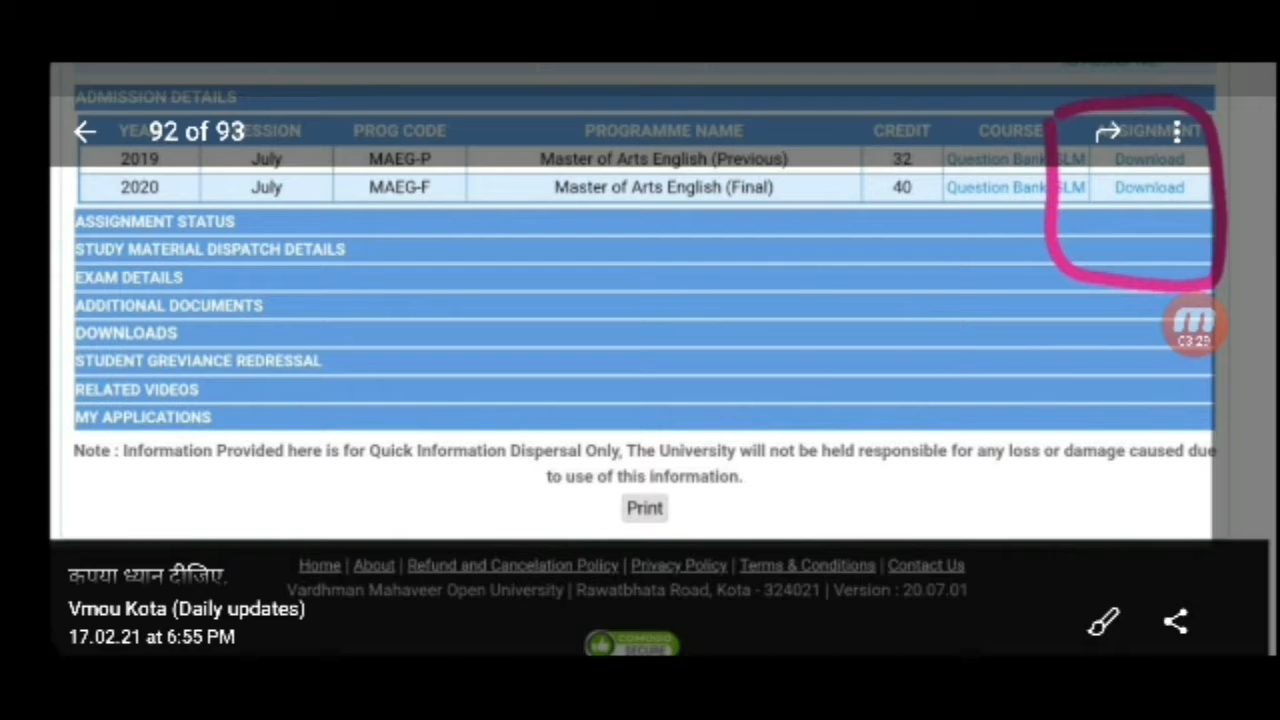 ADMISSION DETAILS
92 of 93
PROG CODE PROGRAMME NAME CREDIT
2019 July MAEG-P Master of Arts English (Previous) 32 Question Bank SLM Download
2020 July MAEG-F Master of Arts English (Final) 40 Question Bank SLM Download
ASSIGNMENT STATUS
STUDY MATERIAL DISPATCH DETAILS
EXAM DETAILS
ADDITIONAL DOCUMENTS
DOWNLOADS
03:29
STUDENT GREVIANCE REDRESSAL
RELATED VIDEOS
MY APPLICATIONS
Note : Information Provided here is for Quick Information Dispersal Only, The University will not be held responsible for any loss or damage caused due
to use of this information.
Print
Home | About | Refund and Cancelation Policy | Privacy Policy | Terms & Conditions | Contact Us
Vardhman Mahaveer Open University | Rawatbhata Road, Kota - 324021 | Version : 20.07.01
कृपया ध्यान दीजिए,
Vmou Kota (Daily updates)
17.02.21 at 6:55 PM
COMODO
SECURE